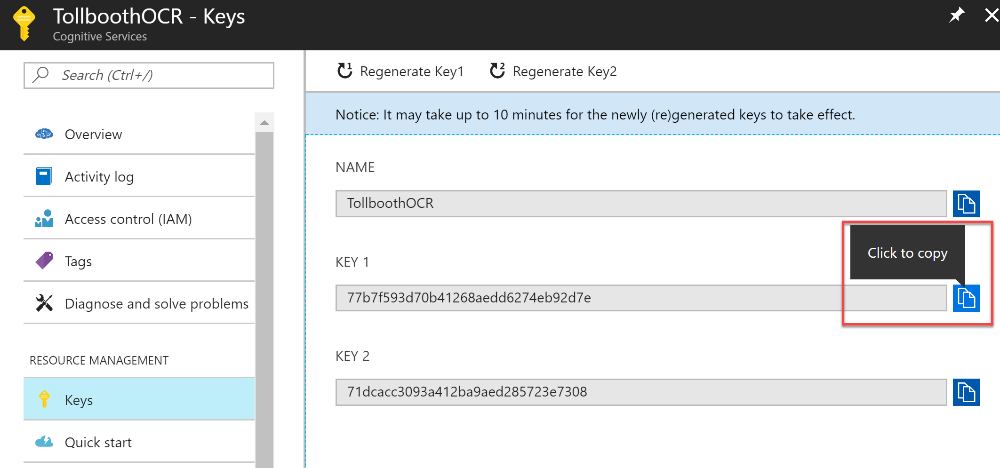 TollboothOCR - Keys
Cognitive Services
Search (Ctrl+/)
Overview
Activity log
Access control (IAM)
Tags
Diagnose and solve problems
RESOURCE MANAGEMENT
Keys
Quick start
1 Regenerate Key1
2 Regenerate Key2
Notice: It may take up to 10 minutes for the newly (re)generated keys to take effect.
NAME
TollboothOCR
Click to copy
KEY 1
77b7f593d70b41268aedd6274eb92d7e
KEY 2
71dcacc3093a412ba9aed285723e7308